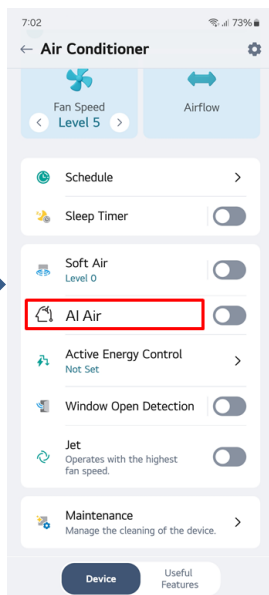 7:02 73%
Air Conditioner
Fan Speed
Level 5
Airflow
Schedule
Sleep Timer
Soft Air
Level 0
AI Air
Active Energy Control
Not Set
Window Open Detection
Jet
Operates with the highest
fan speed.
Maintenance
Manage the cleaning of the device.
Device
Useful
Features